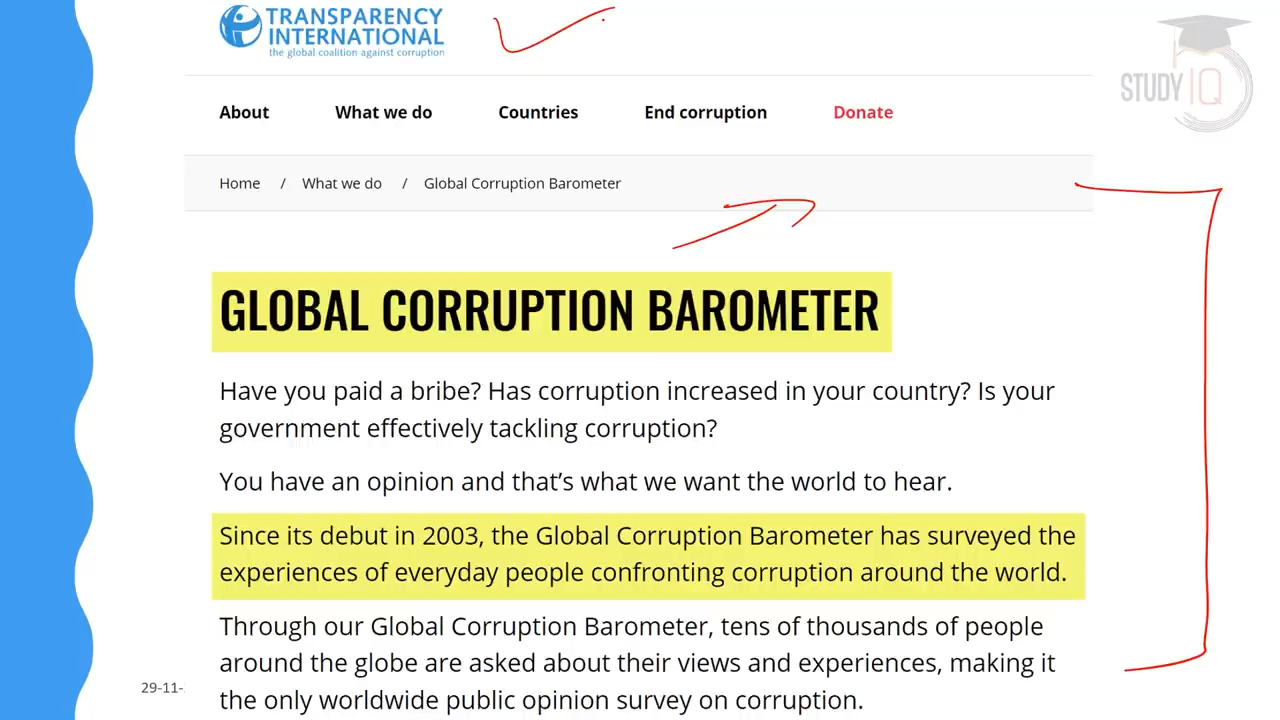 TRANSPARENCY
INTERNATIONAL
the global coalition against corruption
STUDY IQ
About What we do Countries End corruption Donate
Home / What we do / Global Corruption Barometer
GLOBAL CORRUPTION BAROMETER
Have you paid a bribe? Has corruption increased in your country? Is your
government effectively tackling corruption?
You have an opinion and that’s what we want the world to hear.
Since its debut in 2003, the Global Corruption Barometer has surveyed the
experiences of everyday people confronting corruption around the world.
Through our Global Corruption Barometer, tens of thousands of people
around the globe are asked about their views and experiences, making it
29-11-
the only worldwide public opinion survey on corruption.